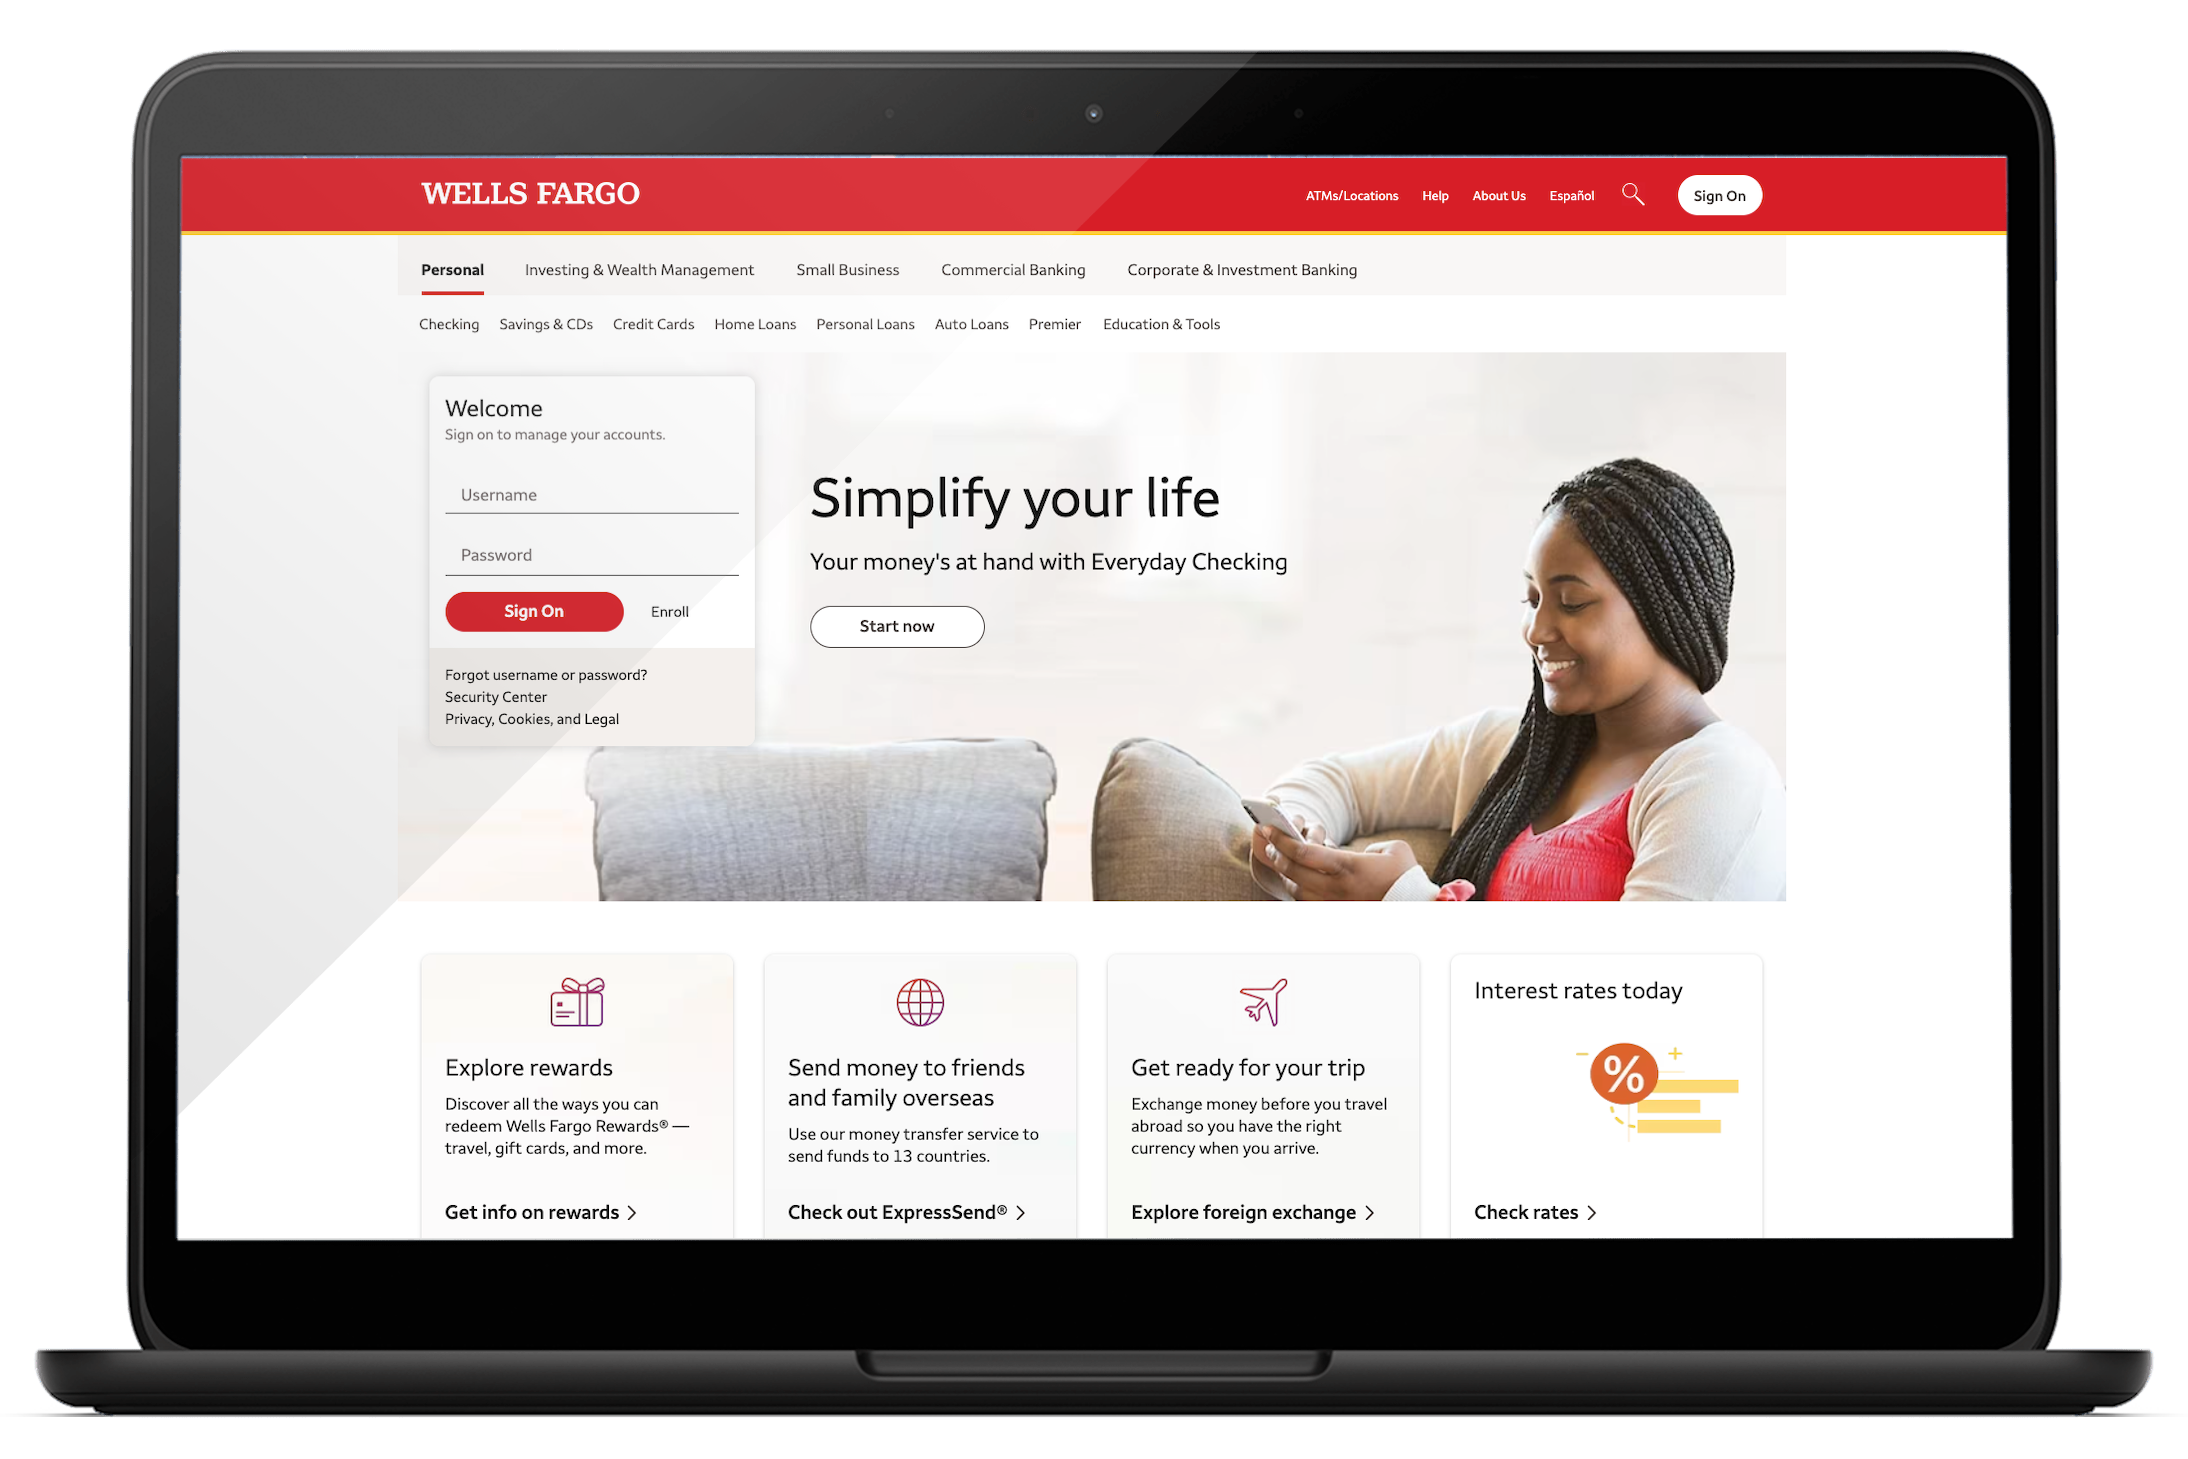 WELLS FARGO
ATMs/Locations Help About Us Español Sign On
Personal Investing & Wealth Management Small Business Commercial Banking Corporate & Investment Banking
Checking Savings & CDs Credit Cards Home Loans Personal Loans Auto Loans Premier Education & Tools
Welcome
Sign on to manage your accounts.
Username
Password
Sign On Enroll
Forgot username or password?
Security Center
Privacy, Cookies, and Legal
Simplify your life
Your money's at hand with Everyday Checking
Start now
Explore rewards
Discover all the ways you can
redeem Wells Fargo Rewards® —
travel, gift cards, and more.
Get info on rewards
Send money to friends
and family overseas
Use our money transfer service to
send funds to 13 countries.
Check out ExpressSend®
Get ready for your trip
Exchange money before you travel
abroad so you have the right
currency when you arrive.
Explore foreign exchange
Interest rates today
%
Check rates